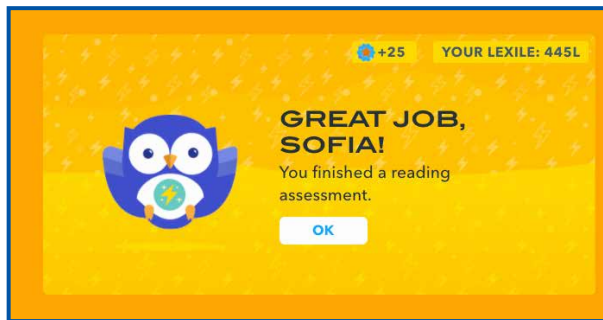 +25 YOUR LEXILE: 445L
GREAT JOB,
SOFIA!
You finished a reading
assessment.
OK